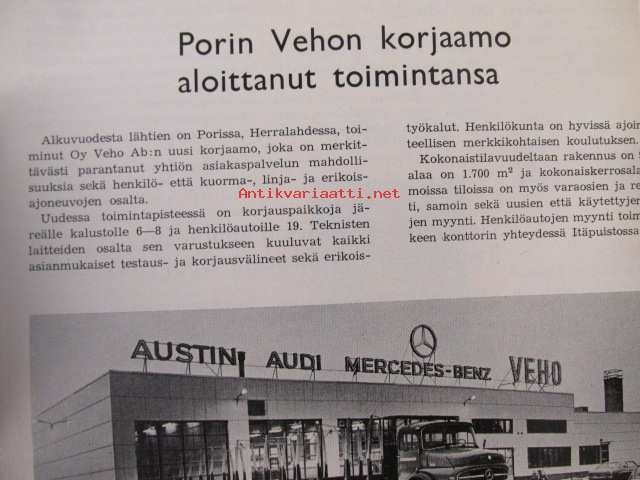 Porin Vehon korjaamo
aloittanut toimintansa
Alkuvuodesta lähtien on Porissa, Herralahdessa, toi-
minut Oy Veho Ab:n uusi korjaamo, joka on merkit-
tävästi parantanut yhtiön asiakaspalvelun mahdolli-
suuksia sekä henkilö- että kuorma-, linja- ja erikois-
ajoneuvojen osalta.
Uudessa toimintapisteessä on korjauspaikkoja jä-
reälle kalustolle 6—8 ja henkilöautoille 19. Teknisten
laitteiden osalta sen varustukseen kuuluvat kaikki
asianmukaiset testaus- ja korjausvälineet sekä erikois-
työkalut. Henkilökunta on hyvissä ajoin
teellisen merkkikohtaisen koulutuksen.
Kokonaistilavuudeltaan rakennus on
alaa on 1.700 m² ja kokonaiskerrosala
moissa tiloissa on myös varaosien ja
ti, samoin sekä uusien että käytettyjen
jen myynti. Henkilöautojen myynti
keen konttorin yhteydessä Itäpuistossa
Antikvariaatti.net
AUSTIN AUDI MERCEDES-BENZ VEHO